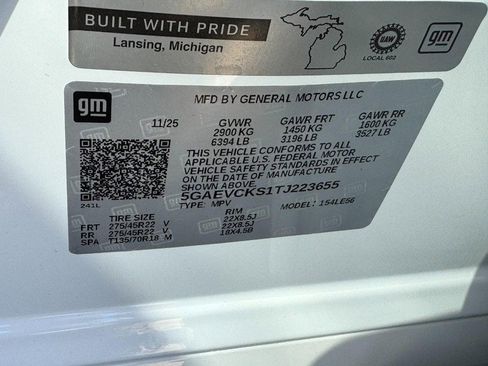 BUILT WITH PRIDE
Lansing, Michigan
UAW
LOCAL 602
gm
gm
MFD BY GENERAL MOTORS LLC
11/25 GVWR GAWR FRT GAWR RR
2900 KG 1450 KG 1600 KG
6394 LB 3196 LB 3527 LB
THIS VEHICLE CONFORMS TO ALL
APPLICABLE U.S. FEDERAL MOTOR
VEHICLE SAFETY STANDARDS IN EFFECT
ON THE DATE OF MANUFACTURE
SHOWN ABOVE.
5GAEVCKS1TJ223655
TYPE: MPV MODEL: 1S4LE56
241L
TIRE SIZE RIM
FRT 275/45R22 V 22X8.5J
RR 275/45R22 V 22X8.5J
SPA T135/70R18 M 18X4.5B